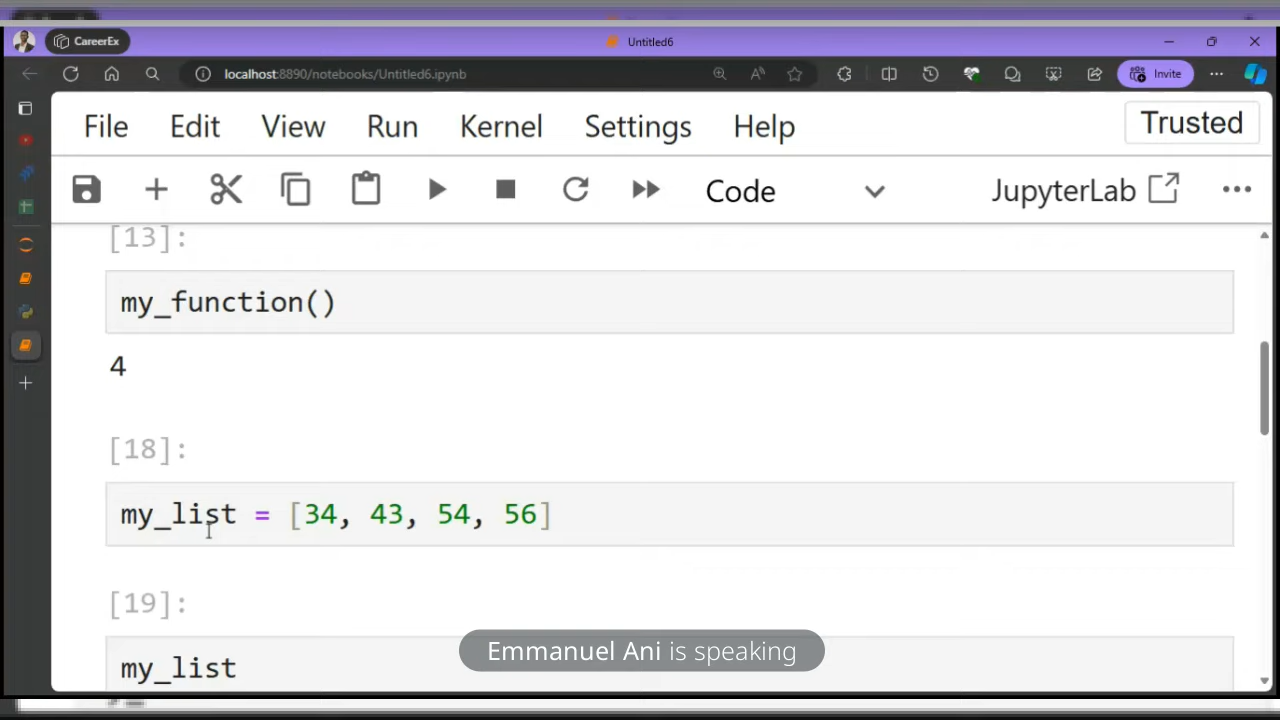 CareerEx
Untitled6
localhost:8890/notebooks/Untitled6.ipynb
Invite
File Edit View Run Kernel Settings Help
Trusted
Code
JupyterLab
[13]:
my_function()
4
[18]:
my_list = [34, 43, 54, 56]
[19]:
my_list
Emmanuel Ani is speaking